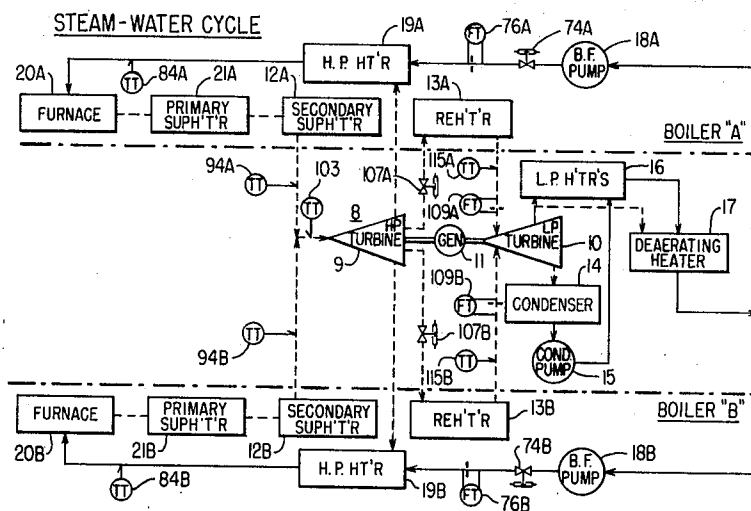 STEAM-WATER CYCLE
19A
76A
74A
18A
H.P. HT'R
FT
B.F. PUMP
20A
TT
84A
21A
12A
13A
FURNACE
PRIMARY SUPH'T'R
SECONDARY SUPH'T'R
REH'T'R
BOILER "A"
94A
TT
103
TT
107A
115A
TT
109A
FT
16
L.P. H'TR'S
17
8
HP
TURBINE
9
GEN
11
LP
TURBINE
10
DEAERATING HEATER
109B
FT
14
CONDENSER
TT
94B
107B
TT
115B
COND. PUMP
15
FURNACE
PRIMARY SUPH'T'R
SECONDARY SUPH'T'R
REH'T'R
13B
BOILER "B"
20B
21B
12B
74B
18B
TT
84B
H.P. HT'R
19B
FT
76B
B.F. PUMP